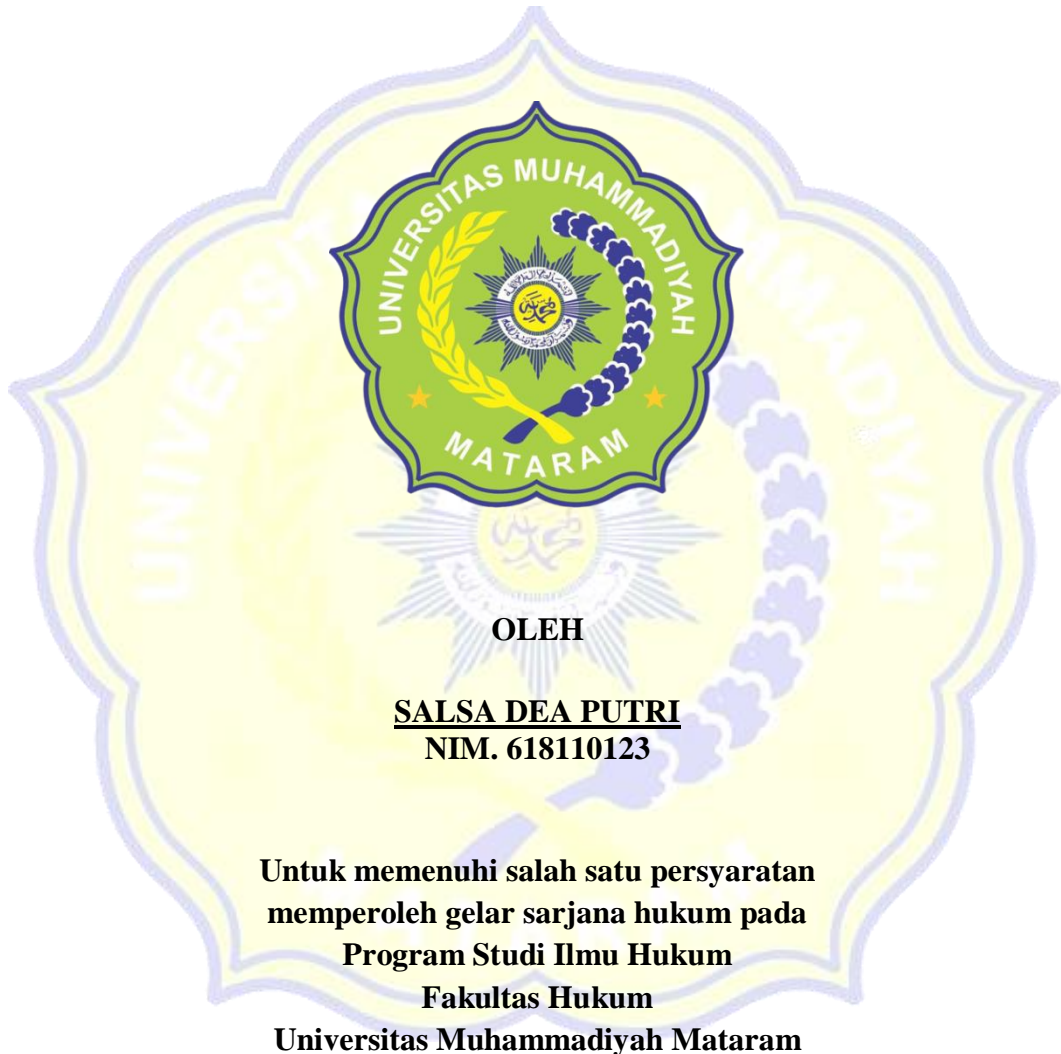 UNIVERSITAS MUHAMMADIYAH
MATARAM
OLEH
SALSA DEA PUTRI
NIM. 618110123
Untuk memenuhi salah satu persyaratan
memperoleh gelar sarjana hukum pada
Program Studi Ilmu Hukum
Fakultas Hukum
Universitas Muhammadiyah Mataram